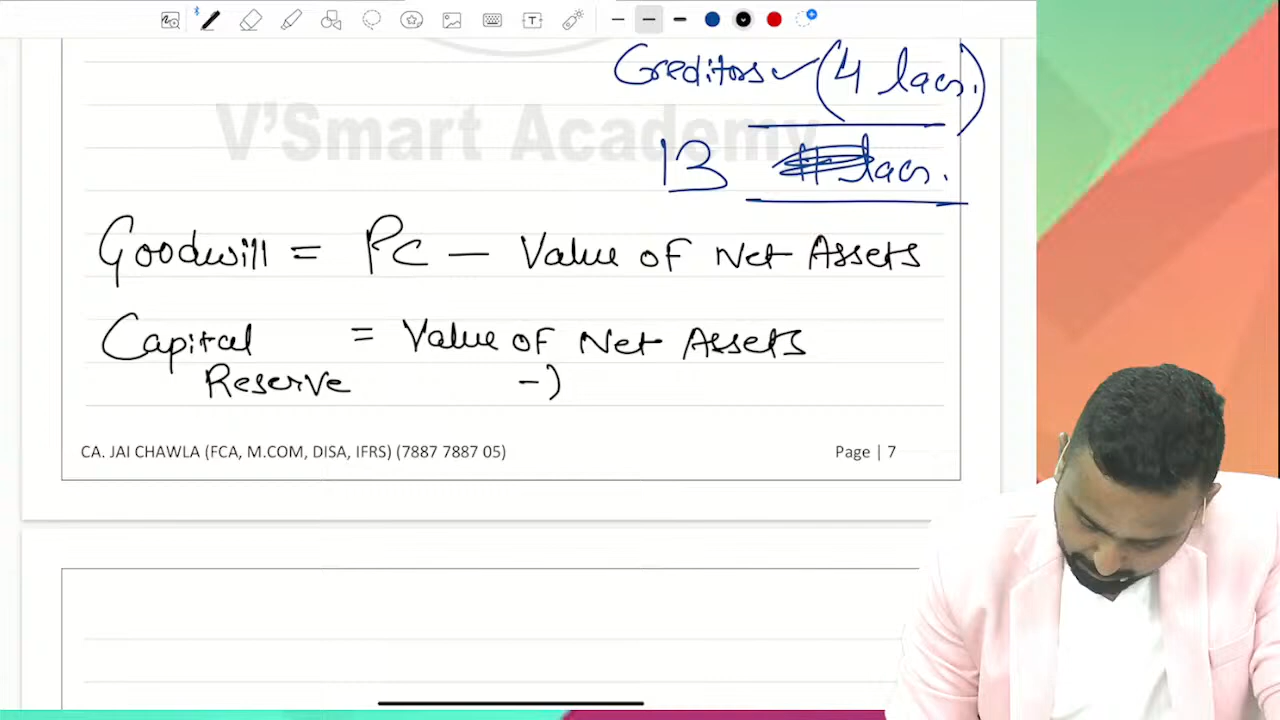 Creditors ✓ (4 lacs.)
V'Smart Academy
13 lacs.
Goodwill = PC — Value of Net Assets
Capital = Value of Net Assets
Reserve –)
CA. JAI CHAWLA (FCA, M.COM, DISA, IFRS) (7887 7887 05)
Page | 7